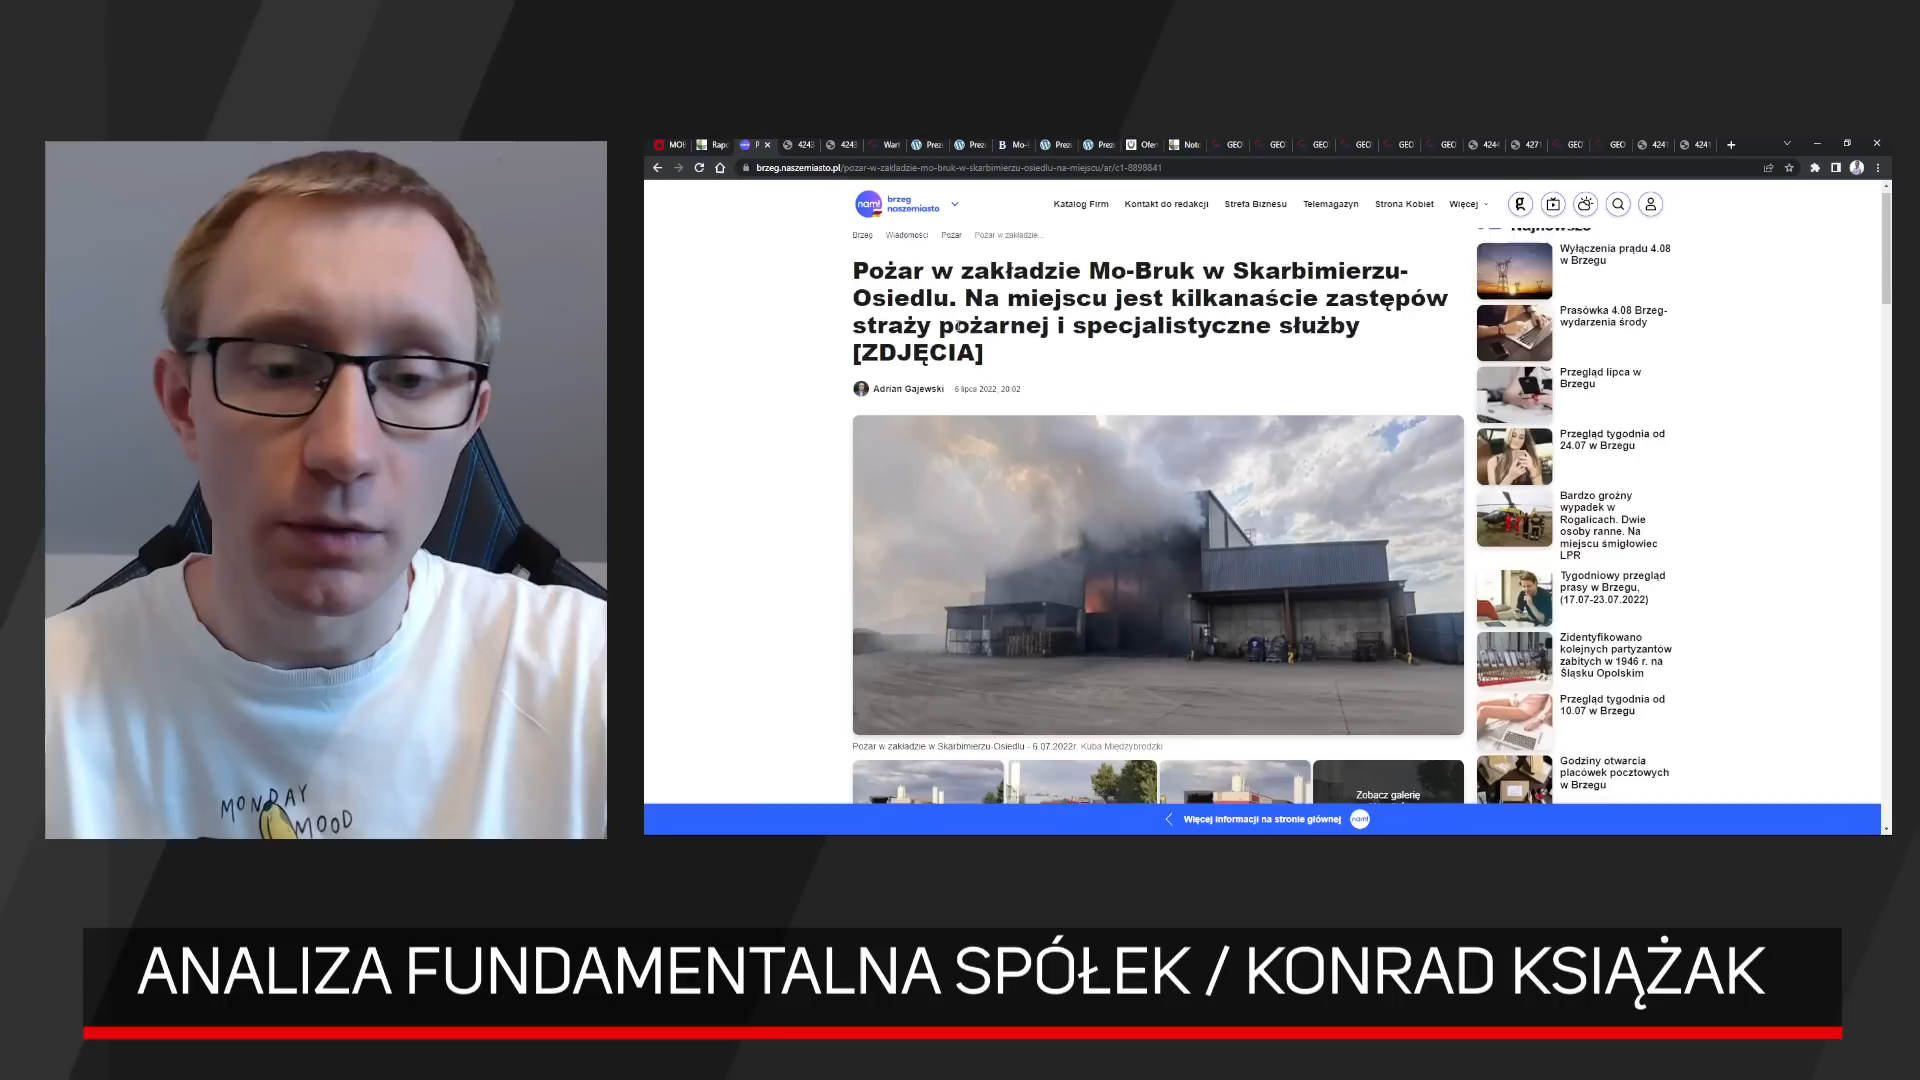 MONDAY
MOOD
brzeg.naszemiasto.pl/pozar-w-zakladzie-mo-bruk-w-skarbimierzu-osiedlu-na-miejscu/ar/c1-8898841
nam!
brzeg
naszemiasto
Katalog Firm
Kontakt do redakcji
Strefa Biznesu
Telemagazyn
Strona Kobiet
Więcej
Brzeg
Wiadomości
Pożar
Pożar w zakładzie...
Pożar w zakładzie Mo-Bruk w Skarbimierzu-
Osiedlu. Na miejscu jest kilkanaście zastępów
straży pożarnej i specjalistyczne służby
[ZDJĘCIA]
Adrian Gajewski
6 lipca 2022, 20:02
Pożar w zakładzie w Skarbimierzu-Osiedlu - 6.07.2022r. Kuba Międzybrodzki
Zobacz galerię
Wyłączenia prądu 4.08
w Brzegu
Prasówka 4.08 Brzeg-
wydarzenia środy
Przegląd lipca w
Brzegu
Przegląd tygodnia od
24.07 w Brzegu
Bardzo groźny
wypadek w
Rogalicach. Dwie
osoby ranne. Na
miejscu śmigłowiec
LPR
Tygodniowy przegląd
prasy w Brzegu,
(17.07-23.07.2022)
Zidentyfikowano
kolejnych partyzantów
zabitych w 1946 r. na
Śląsku Opolskim
Przegląd tygodnia od
10.07 w Brzegu
Godziny otwarcia
placówek pocztowych
w Brzegu
Więcej informacji na stronie głównej
nam!
ANALIZA FUNDAMENTALNA SPÓŁEK / KONRAD KSIĄŻAK